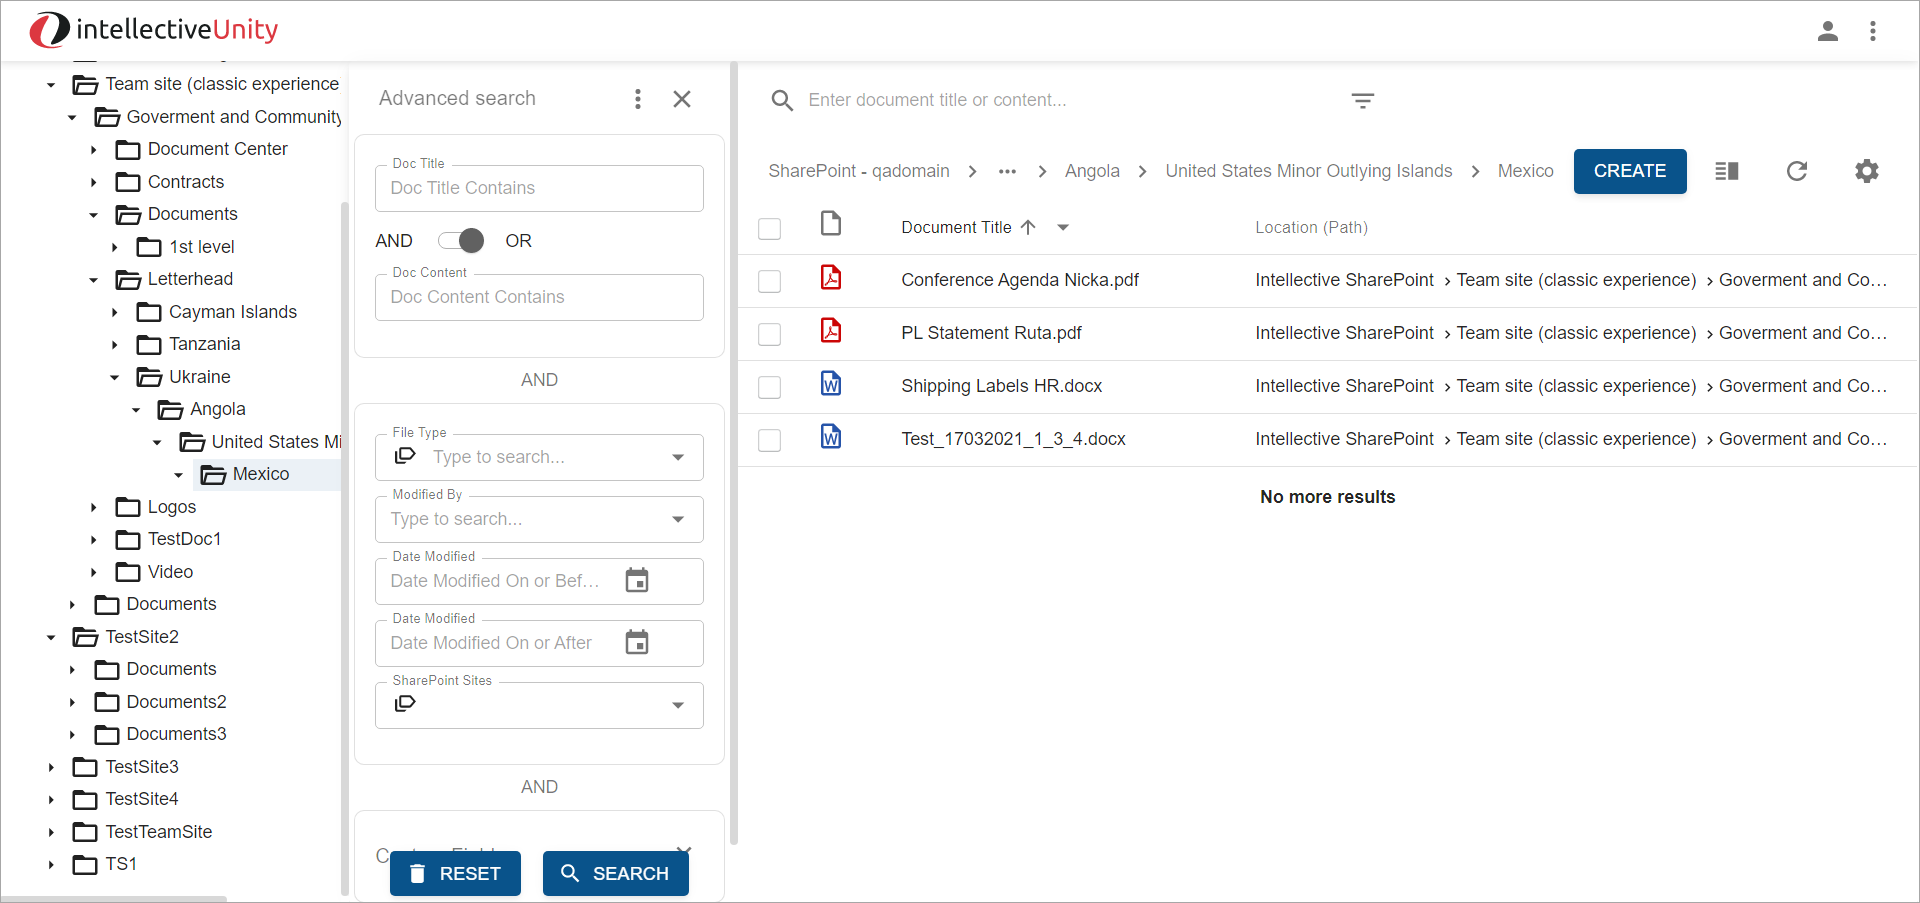 intellectiveUnity
Team site (classic experience
Goverment and Community
Document Center
Contracts
Documents
1st level
Letterhead
Cayman Islands
Tanzania
Ukraine
Angola
United States Mi
Mexico
Logos
TestDoc1
Video
Documents
TestSite2
Documents
Documents2
Documents3
TestSite3
TestSite4
TestTeamSite
TS1
Advanced search
Doc Title
Doc Title Contains
AND OR
Doc Content
Doc Content Contains
AND
File Type
Type to search...
Modified By
Type to search...
Date Modified
Date Modified On or Bef...
Date Modified
Date Modified On or After
SharePoint Sites
AND
RESET SEARCH
Enter document title or content...
SharePoint - qadomain > ... > Angola > United States Minor Outlying Islands > Mexico CREATE
Document Title Location (Path)
Conference Agenda Nicka.pdf Intellective SharePoint > Team site (classic experience) > Goverment and Co...
PL Statement Ruta.pdf Intellective SharePoint > Team site (classic experience) > Goverment and Co...
Shipping Labels HR.docx Intellective SharePoint > Team site (classic experience) > Goverment and Co...
Test_17032021_1_3_4.docx Intellective SharePoint > Team site (classic experience) > Goverment and Co...
No more results